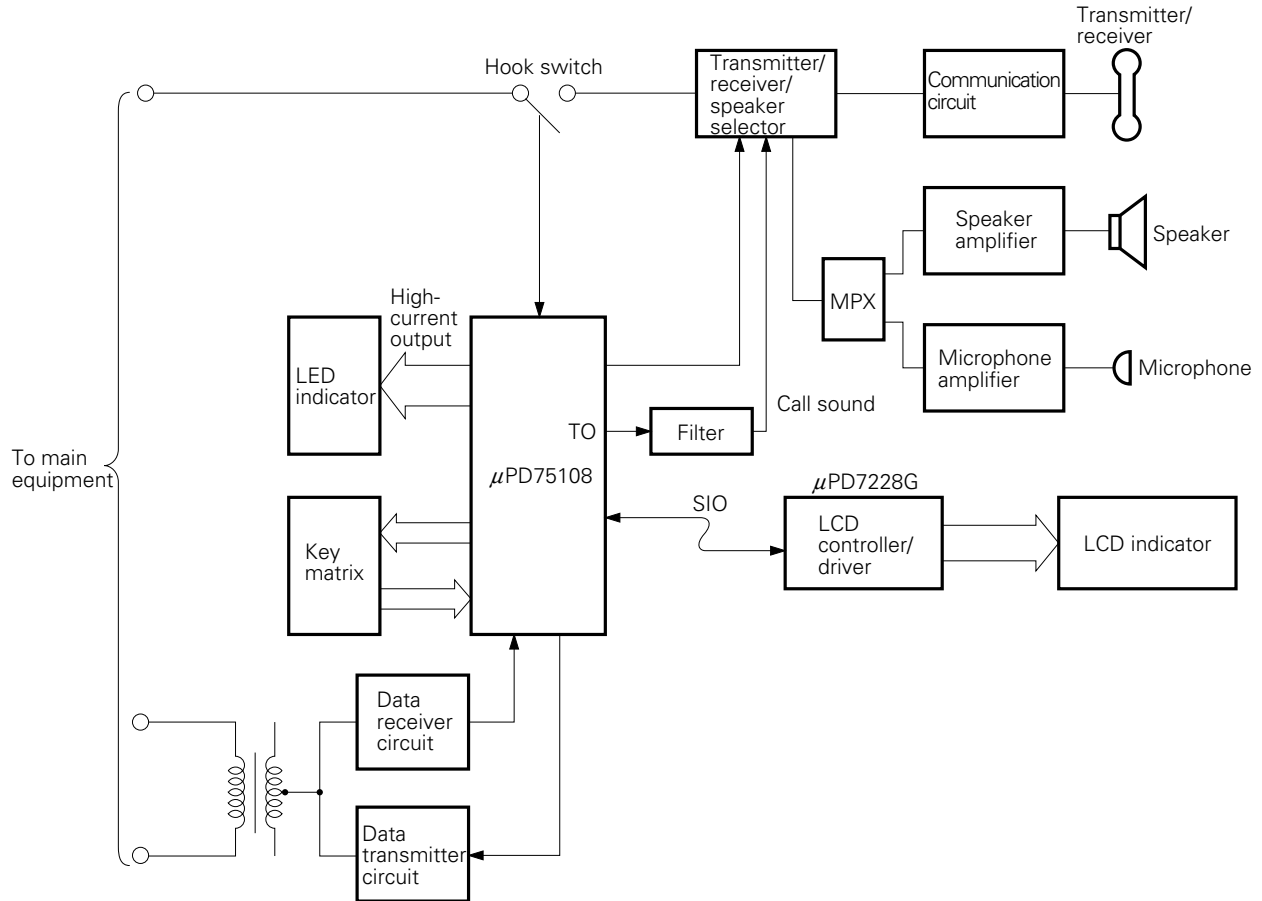 Transmitter/
receiver
Hook switch
Transmitter/
receiver/
speaker
selector
Communication
circuit
Speaker
amplifier
Speaker
MPX
High-
current
output
LED
indicator
Microphone
amplifier
Microphone
Call sound
TO
Filter
To main
equipment
μPD75108
μPD7228G
SIO
LCD
controller/
driver
LCD indicator
Key
matrix
Data
receiver
circuit
Data
transmitter
circuit